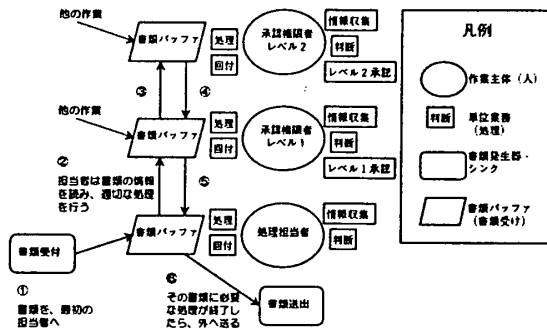 他の作業
書類バッファ
処理
回付
承認権限者
レベル2
情報収集
判断
レベル2承認
③
④
他の作業
書類バッファ
処理
回付
承認権限者
レベル1
情報収集
判断
レベル1承認
②
担当者は書類の情報
を読み、適切な処理
を行う
⑤
書類バッファ
処理
回付
処理担当者
情報収集
判断
書類受付
①
書類を、最初の
担当者へ
⑥
その書類に必要
な処理が終了し
たら、外へ送る
書類送出
凡例
作業主体(人)
判断
単位業務
(処理)
書類発生器・
シンク
書類バッファ
(書類受け)